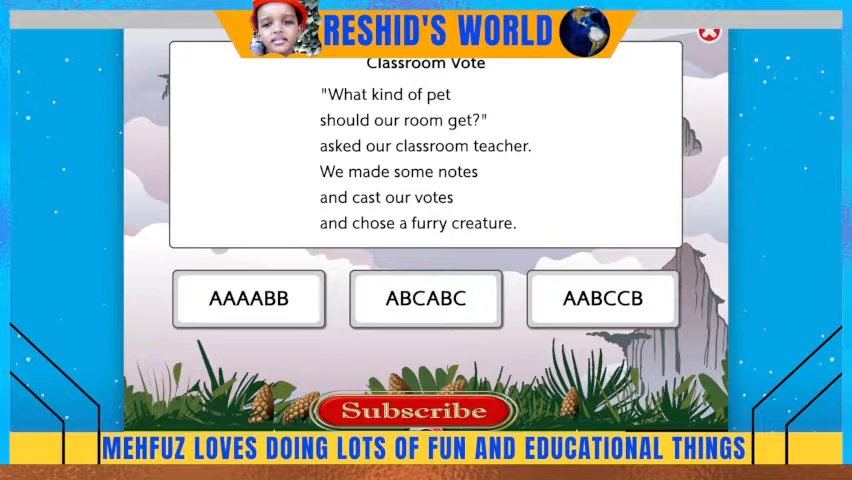 RESHID'S WORLD
Classroom Vote
"What kind of pet
should our room get?"
asked our classroom teacher.
We made some notes
and cast our votes
and chose a furry creature.
AAAABB
ABCABC
AABCCB
Subscribe
MEHFUZ LOVES DOING LOTS OF FUN AND EDUCATIONAL THINGS